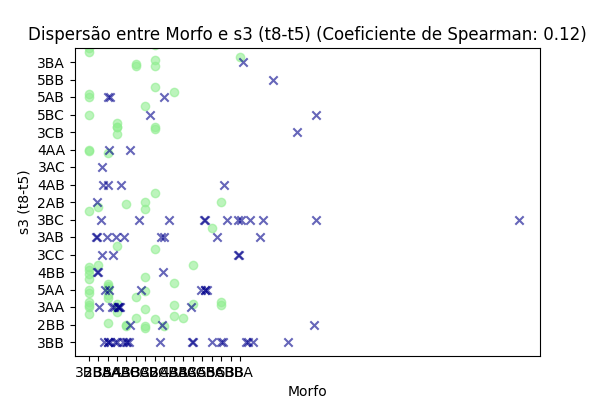 Dispersão entre Morfo e s3 (t8-t5) (Coeficiente de Spearman: 0.12)
3BA
5BB
5AB
5BC
3CB
4AA
3AC
4AB
2AB
3BC
3AB
3CC
4BB
5AA
3AA
2BB
3BB
s3 (t8-t5)
Morfo